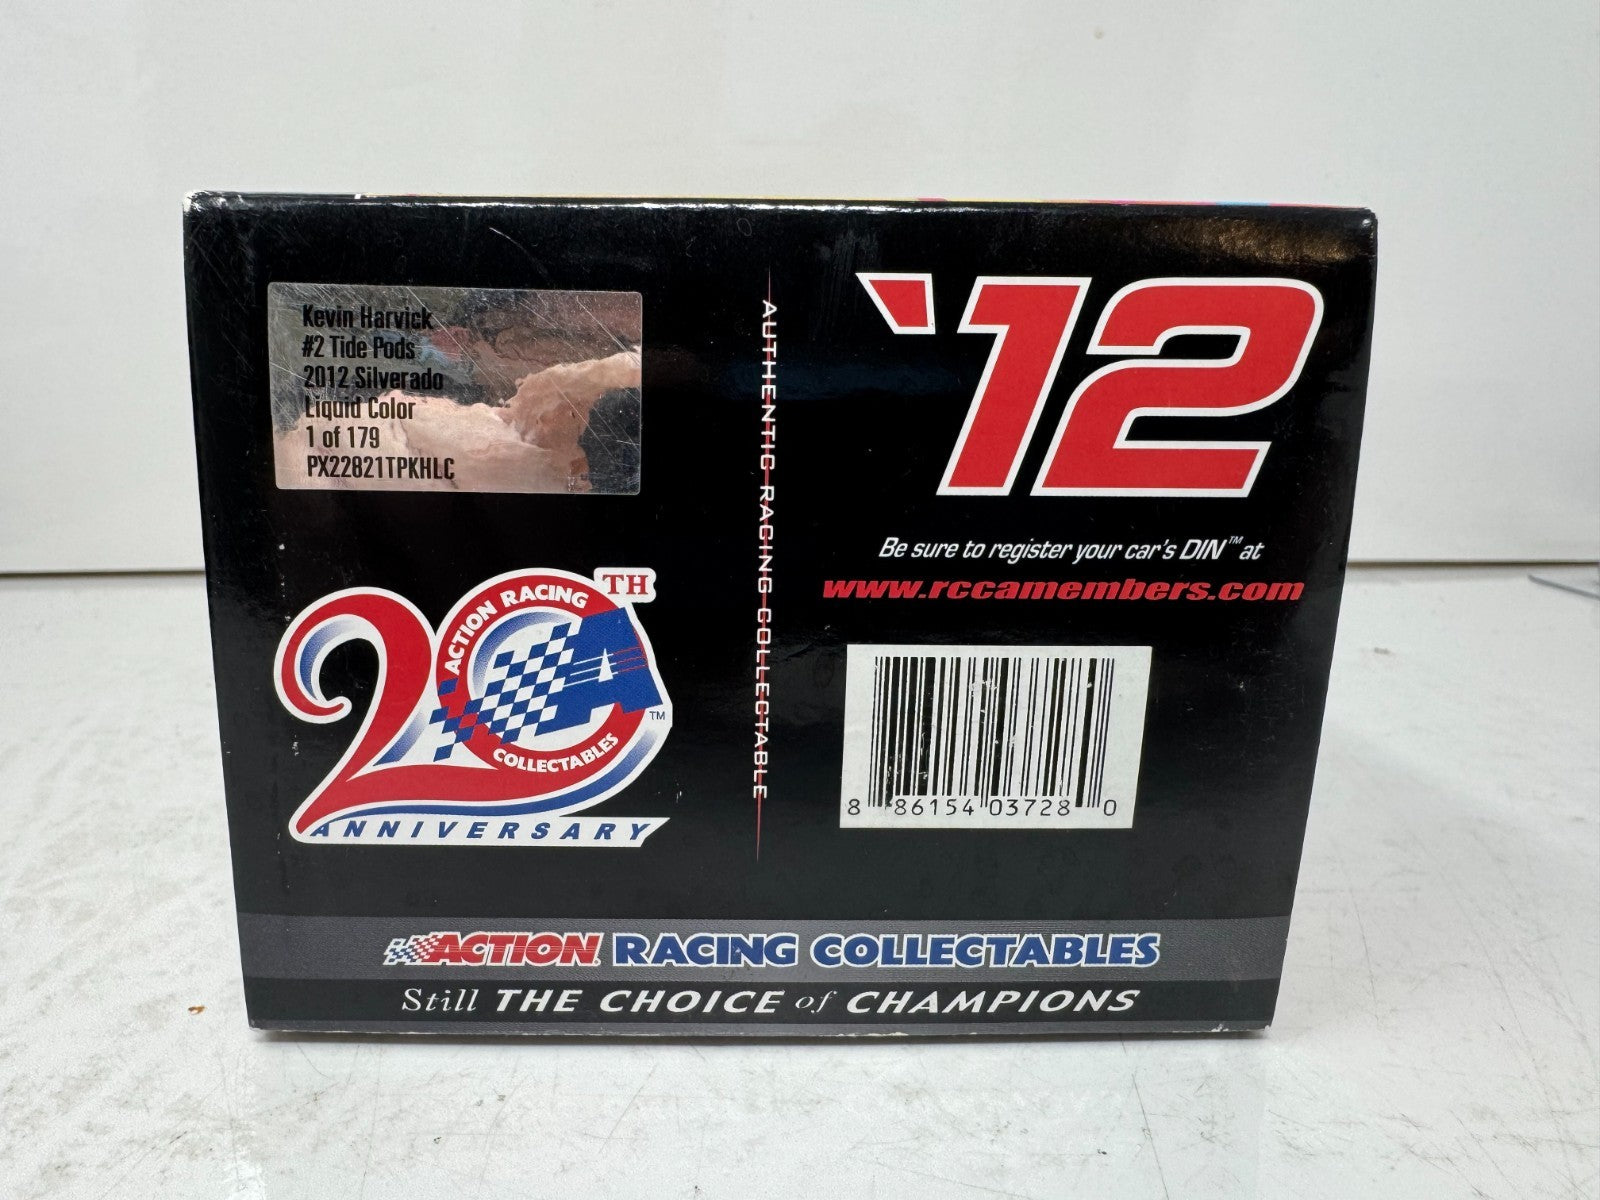 Kevin Harvick
#2 Tide Pods
2012 Silverado
Liquid Color
1 of 179
PX22821TPKHLC
20TH
ACTION RACING
COLLECTABLES
A
TM
ANNIVERSARY
AUTHENTIC RACING COLLECTABLE
'12
Be sure to register your car's DIN™ at
www.rccamembers.com
8 86154 03728 0
ACTION RACING COLLECTABLES
Still THE CHOICE of CHAMPIONS